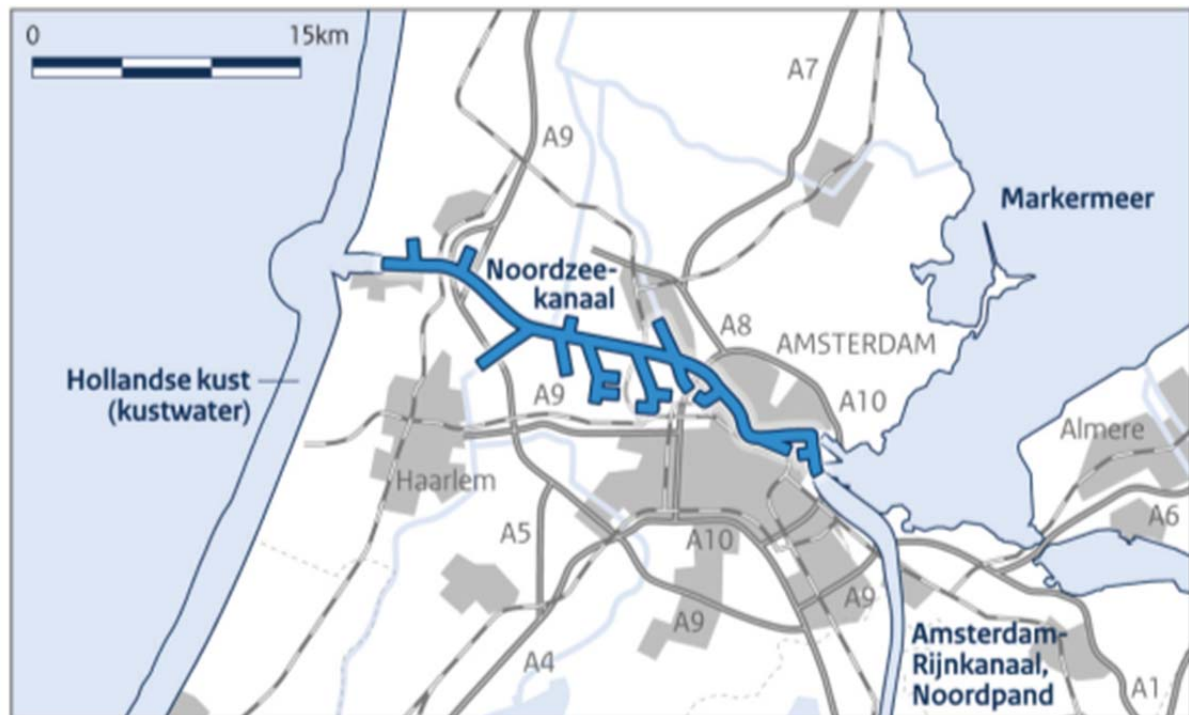 0 15km
A7
A9
Markermeer
Noordzee-
kanaal
A8
AMSTERDAM
Hollandse kust
(kustwater)
A9
A10
Almere
Haarlem
A6
A5
A10
A9
A9
Amsterdam-
Rijnkanaal,
Noordpand
A4
A1